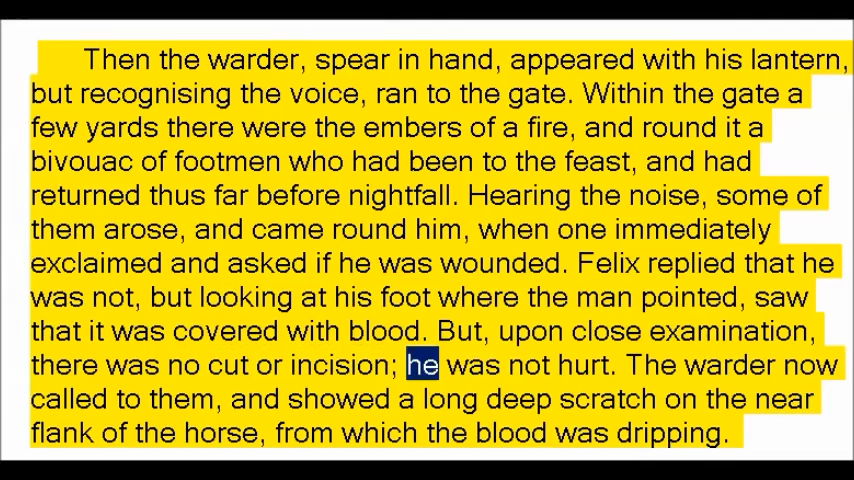 Then the warder, spear in hand, appeared with his lantern,
but recognising the voice, ran to the gate. Within the gate a
few yards there were the embers of a fire, and round it a
bivouac of footmen who had been to the feast, and had
returned thus far before nightfall. Hearing the noise, some of
them arose, and came round him, when one immediately
exclaimed and asked if he was wounded. Felix replied that he
was not, but looking at his foot where the man pointed, saw
that it was covered with blood. But, upon close examination,
there was no cut or incision; he was not hurt. The warder now
called to them, and showed a long deep scratch on the near
flank of the horse, from which the blood was dripping.